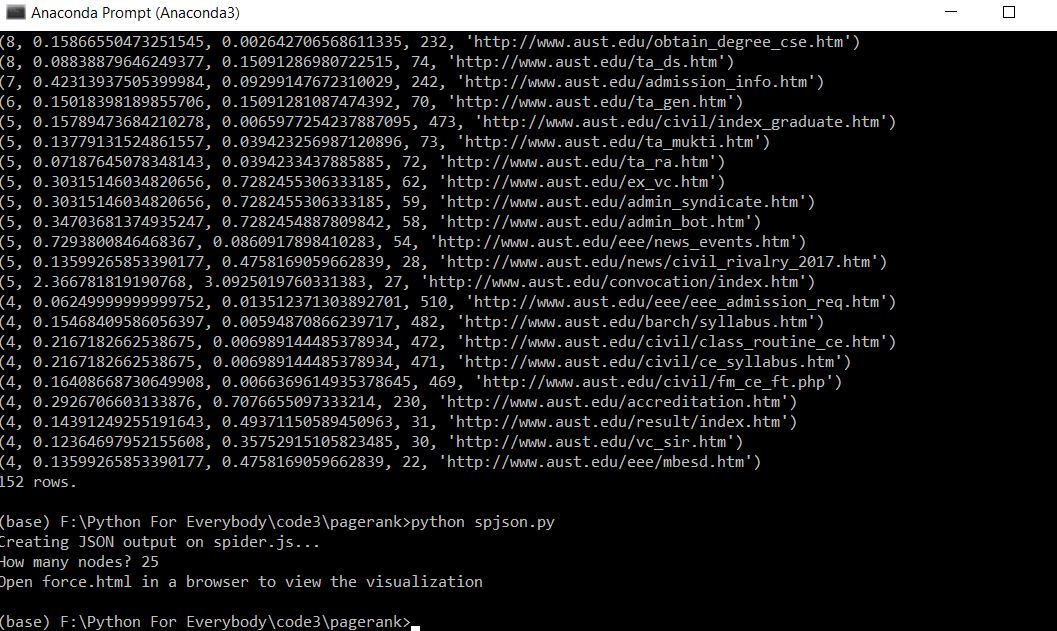 Anaconda Prompt (Anaconda3)
(8, 0.15866550473251545, 0.002642706568611335, 232, 'http://www.aust.edu/obtain_degree_cse.htm')
(8, 0.08838879646249377, 0.15091286980722515, 74, 'http://www.aust.edu/ta_ds.htm')
(7, 0.42313937505399984, 0.09299147672310029, 242, 'http://www.aust.edu/admission_info.htm')
(6, 0.15018398189855706, 0.15091281087474392, 70, 'http://www.aust.edu/ta_gen.htm')
(5, 0.15789473684210278, 0.0065977254237887095, 473, 'http://www.aust.edu/civil/index_graduate.htm')
(5, 0.13779131524861557, 0.039423256987120896, 73, 'http://www.aust.edu/ta_mukti.htm')
(5, 0.07187645078348143, 0.0394233437885885, 72, 'http://www.aust.edu/ta_ra.htm')
(5, 0.30315146034820656, 0.7282455306333185, 62, 'http://www.aust.edu/ex_vc.htm')
(5, 0.30315146034820656, 0.7282455306333185, 59, 'http://www.aust.edu/admin_syndicate.htm')
(5, 0.34703681374935247, 0.7282454887809842, 58, 'http://www.aust.edu/admin_bot.htm')
(5, 0.7293800846468367, 0.0860917898410283, 54, 'http://www.aust.edu/eee/news_events.htm')
(5, 0.13599265853390177, 0.4758169059662839, 28, 'http://www.aust.edu/news/civil_rivalry_2017.htm')
(5, 2.366781819190768, 3.0925019760331383, 27, 'http://www.aust.edu/convocation/index.htm')
(4, 0.06249999999999752, 0.013512371303892701, 510, 'http://www.aust.edu/eee/eee_admission_req.htm')
(4, 0.15468409586056397, 0.00594870866239717, 482, 'http://www.aust.edu/barch/syllabus.htm')
(4, 0.2167182662538675, 0.006989144485378934, 472, 'http://www.aust.edu/civil/class_routine_ce.htm')
(4, 0.2167182662538675, 0.006989144485378934, 471, 'http://www.aust.edu/civil/ce_syllabus.htm')
(4, 0.16408668730649908, 0.0066369614935378645, 469, 'http://www.aust.edu/civil/fm_ce_ft.php')
(4, 0.2926706603133876, 0.7076655097333214, 230, 'http://www.aust.edu/accreditation.htm')
(4, 0.14391249255191643, 0.49371150589450963, 31, 'http://www.aust.edu/result/index.htm')
(4, 0.12364697952155608, 0.35752915105823485, 30, 'http://www.aust.edu/vc_sir.htm')
(4, 0.13599265853390177, 0.4758169059662839, 22, 'http://www.aust.edu/eee/mbesd.htm')
152 rows.
(base) F:\Python For Everybody\code3\pagerank>python spjson.py
Creating JSON output on spider.js...
How many nodes? 25
Open force.html in a browser to view the visualization
(base) F:\Python For Everybody\code3\pagerank>